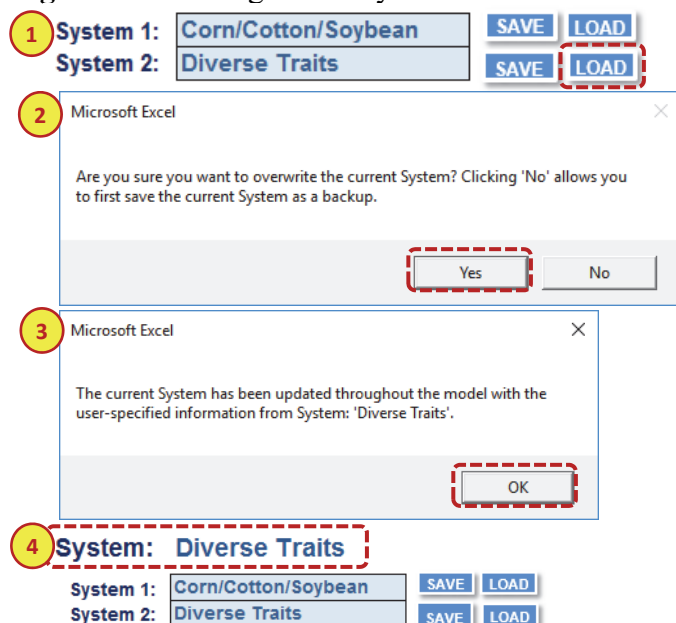 1 System 1: Corn/Cotton/Soybean SAVE LOAD
System 2: Diverse Traits SAVE LOAD
2 Microsoft Excel
Are you sure you want to overwrite the current System? Clicking 'No' allows you
to first save the current System as a backup.
Yes No
3 Microsoft Excel
The current System has been updated throughout the model with the
user-specified information from System: 'Diverse Traits'.
OK
4 System: Diverse Traits
System 1: Corn/Cotton/Soybean SAVE LOAD
System 2: Diverse Traits SAVE LOAD